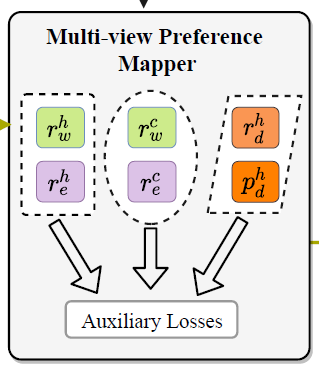 Multi-view Preference
Mapper
r_w^h r_w^c r_d^h
r_e^h r_e^c p_d^h
Auxiliary Losses